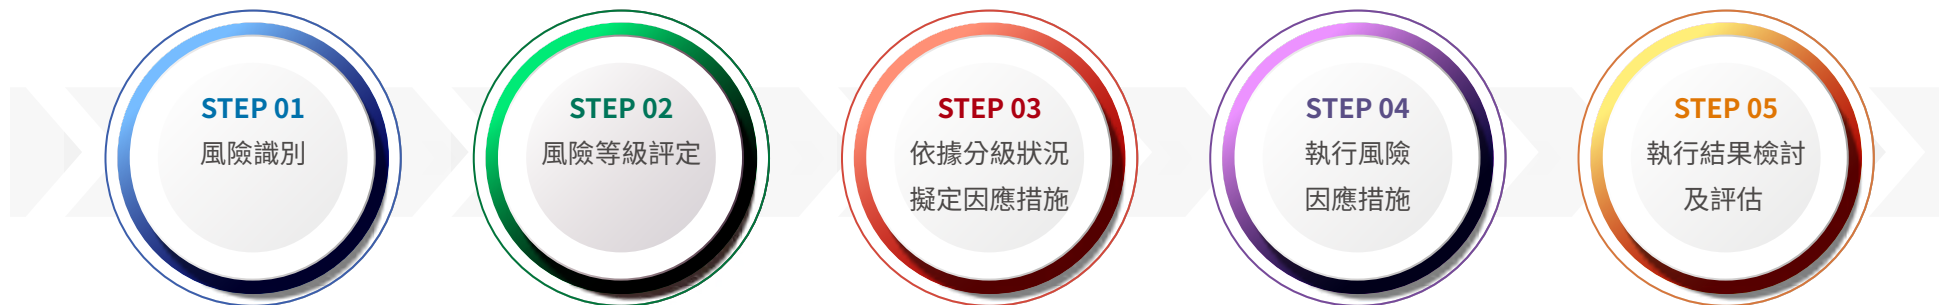 STEP 01
風險識別
STEP 02
風險等級評定
STEP 03
依據分級狀況
擬定因應措施
STEP 04
執行風險
因應措施
STEP 05
執行結果檢討
及評估